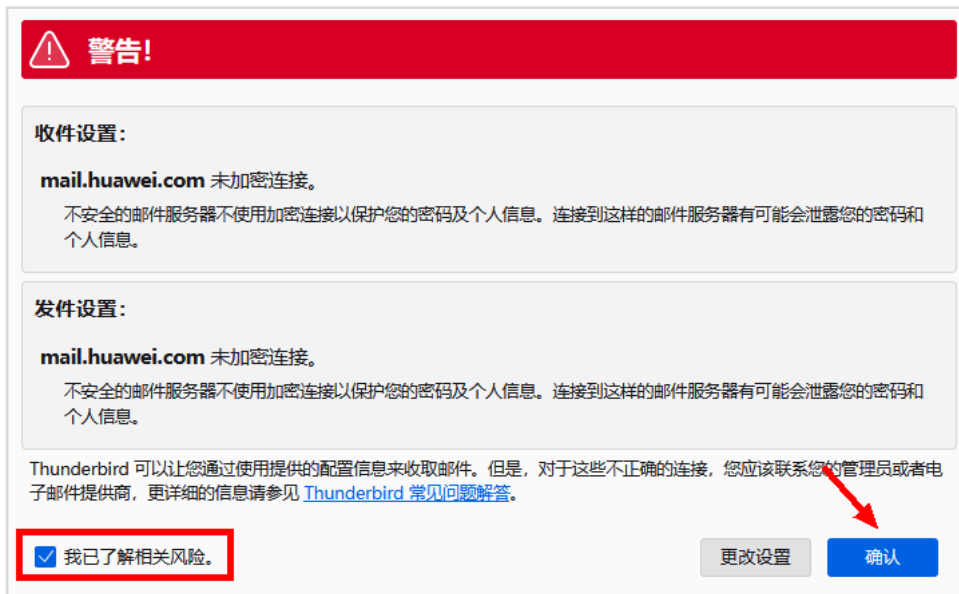 警告!
收件设置：
mail.huawei.com 未加密连接。
不安全的邮件服务器不使用加密连接以保护您的密码及个人信息。连接到这样的邮件服务器有可能会泄露您的密码和
个人信息。
发件设置：
mail.huawei.com 未加密连接。
不安全的邮件服务器不使用加密连接以保护您的密码及个人信息。连接到这样的邮件服务器有可能会泄露您的密码和
个人信息。
Thunderbird 可以让您通过使用提供的配置信息来收取邮件。但是，对于这些不正确的连接，您应该联系您的管理员或者电
子邮件提供商，更详细的信息请参见 Thunderbird 常见问题解答。
我已了解相关风险。
更改设置
确认